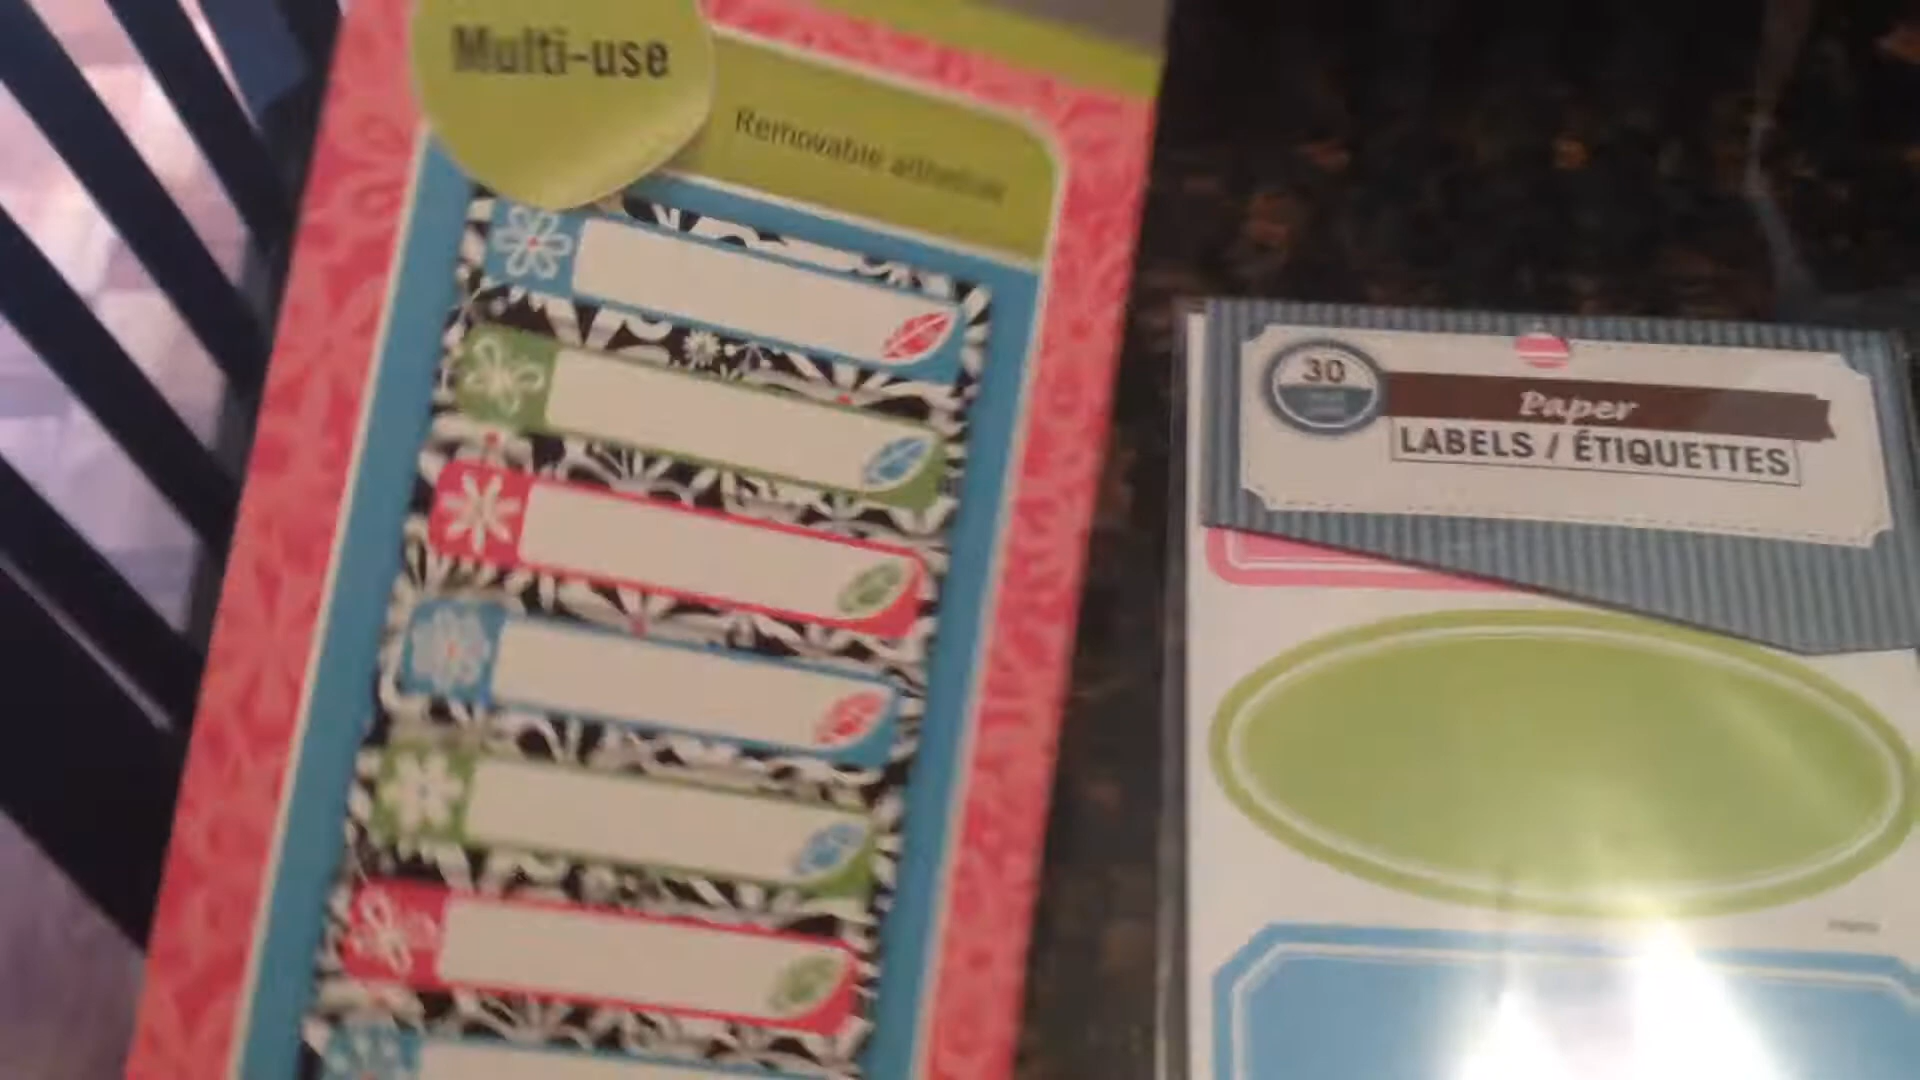 Multi-use
Removable adhesive
30
Paper
LABELS / ÉTIQUETTES